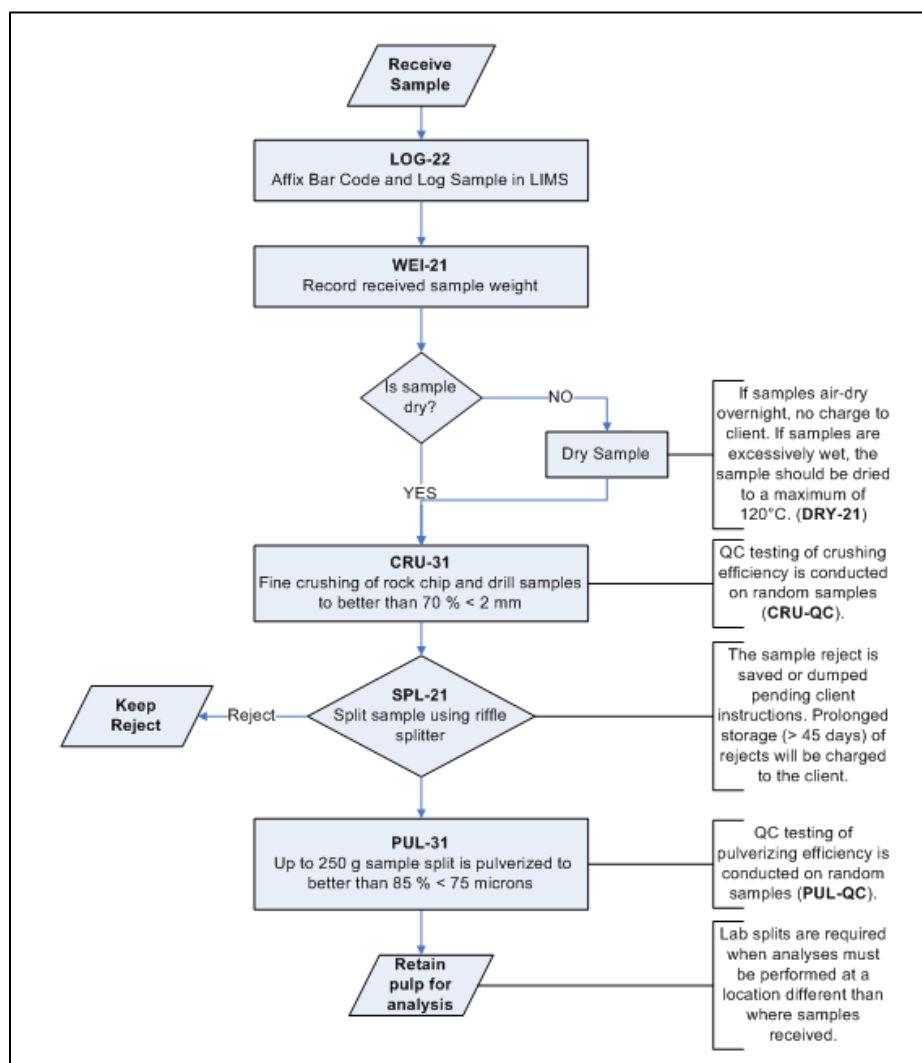 Receive
Sample
LOG-22
Affix Bar Code and Log Sample in LIMS
WEI-21
Record received sample weight
Is sample
dry?
NO
Dry Sample
If samples air-dry
overnight, no charge to
client. If samples are
excessively wet, the
sample should be dried
to a maximum of
120°C. (DRY-21)
YES
CRU-31
Fine crushing of rock chip and drill samples
to better than 70 % < 2 mm
QC testing of crushing
efficiency is conducted
on random samples
(CRU-QC).
SPL-21
Split sample using riffle
splitter
Reject
Keep
Reject
The sample reject is
saved or dumped
pending client
instructions. Prolonged
storage (> 45 days) of
rejects will be charged
to the client.
PUL-31
Up to 250 g sample split is pulverized to
better than 85 % < 75 microns
QC testing of
pulverizing efficiency is
conducted on random
samples (PUL-QC).
Retain
pulp for
analysis
Lab splits are required
when analyses must
be performed at a
location different than
where samples
received.